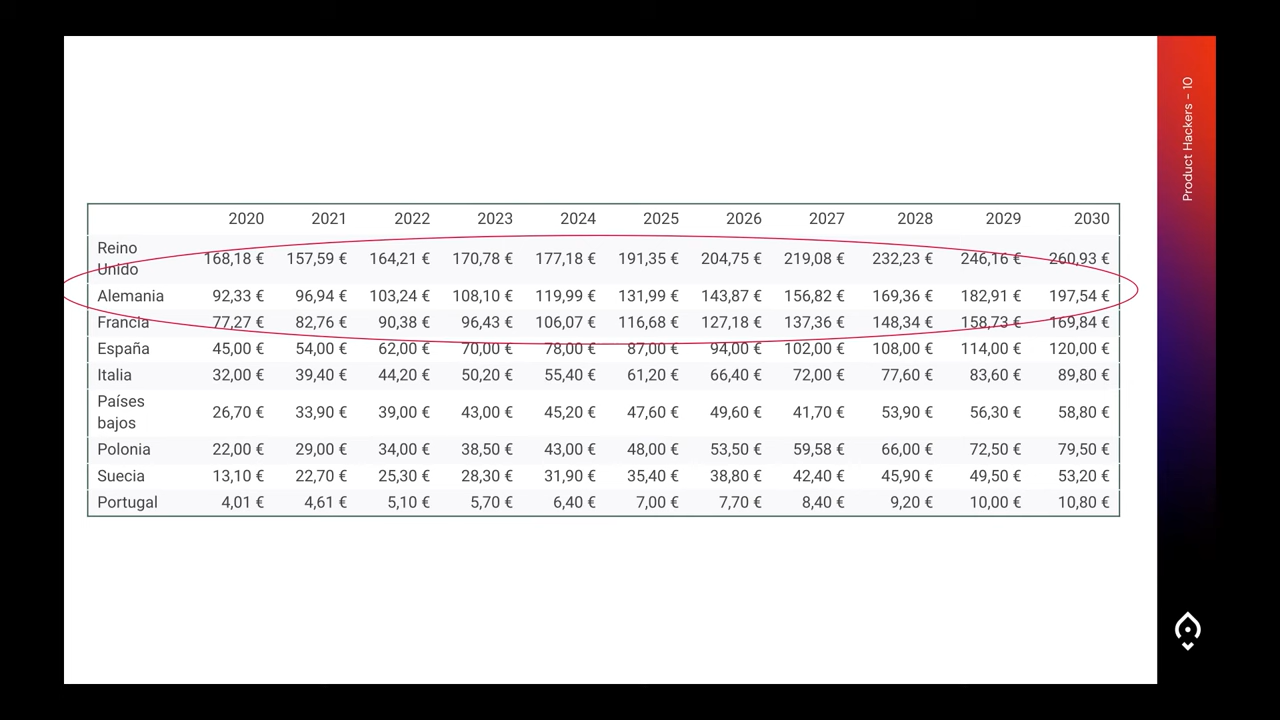 2020 2021 2022 2023 2024 2025 2026 2027 2028 2029 2030
Reino
Unido 168,18 € 157,59 € 164,21 € 170,78 € 177,18 € 191,35 € 204,75 € 219,08 € 232,23 € 246,16 € 260,93 €
Alemania 92,33 € 96,94 € 103,24 € 108,10 € 119,99 € 131,99 € 143,87 € 156,82 € 169,36 € 182,91 € 197,54 €
Francia 77,27 € 82,76 € 90,38 € 96,43 € 106,07 € 116,68 € 127,18 € 137,36 € 148,34 € 158,73 € 169,84 €
España 45,00 € 54,00 € 62,00 € 70,00 € 78,00 € 87,00 € 94,00 € 102,00 € 108,00 € 114,00 € 120,00 €
Italia 32,00 € 39,40 € 44,20 € 50,20 € 55,40 € 61,20 € 66,40 € 72,00 € 77,60 € 83,60 € 89,80 €
Países
bajos 26,70 € 33,90 € 39,00 € 43,00 € 45,20 € 47,60 € 49,60 € 41,70 € 53,90 € 56,30 € 58,80 €
Polonia 22,00 € 29,00 € 34,00 € 38,50 € 43,00 € 48,00 € 53,50 € 59,58 € 66,00 € 72,50 € 79,50 €
Suecia 13,10 € 22,70 € 25,30 € 28,30 € 31,90 € 35,40 € 38,80 € 42,40 € 45,90 € 49,50 € 53,20 €
Portugal 4,01 € 4,61 € 5,10 € 5,70 € 6,40 € 7,00 € 7,70 € 8,40 € 9,20 € 10,00 € 10,80 €
Product Hackers - 10